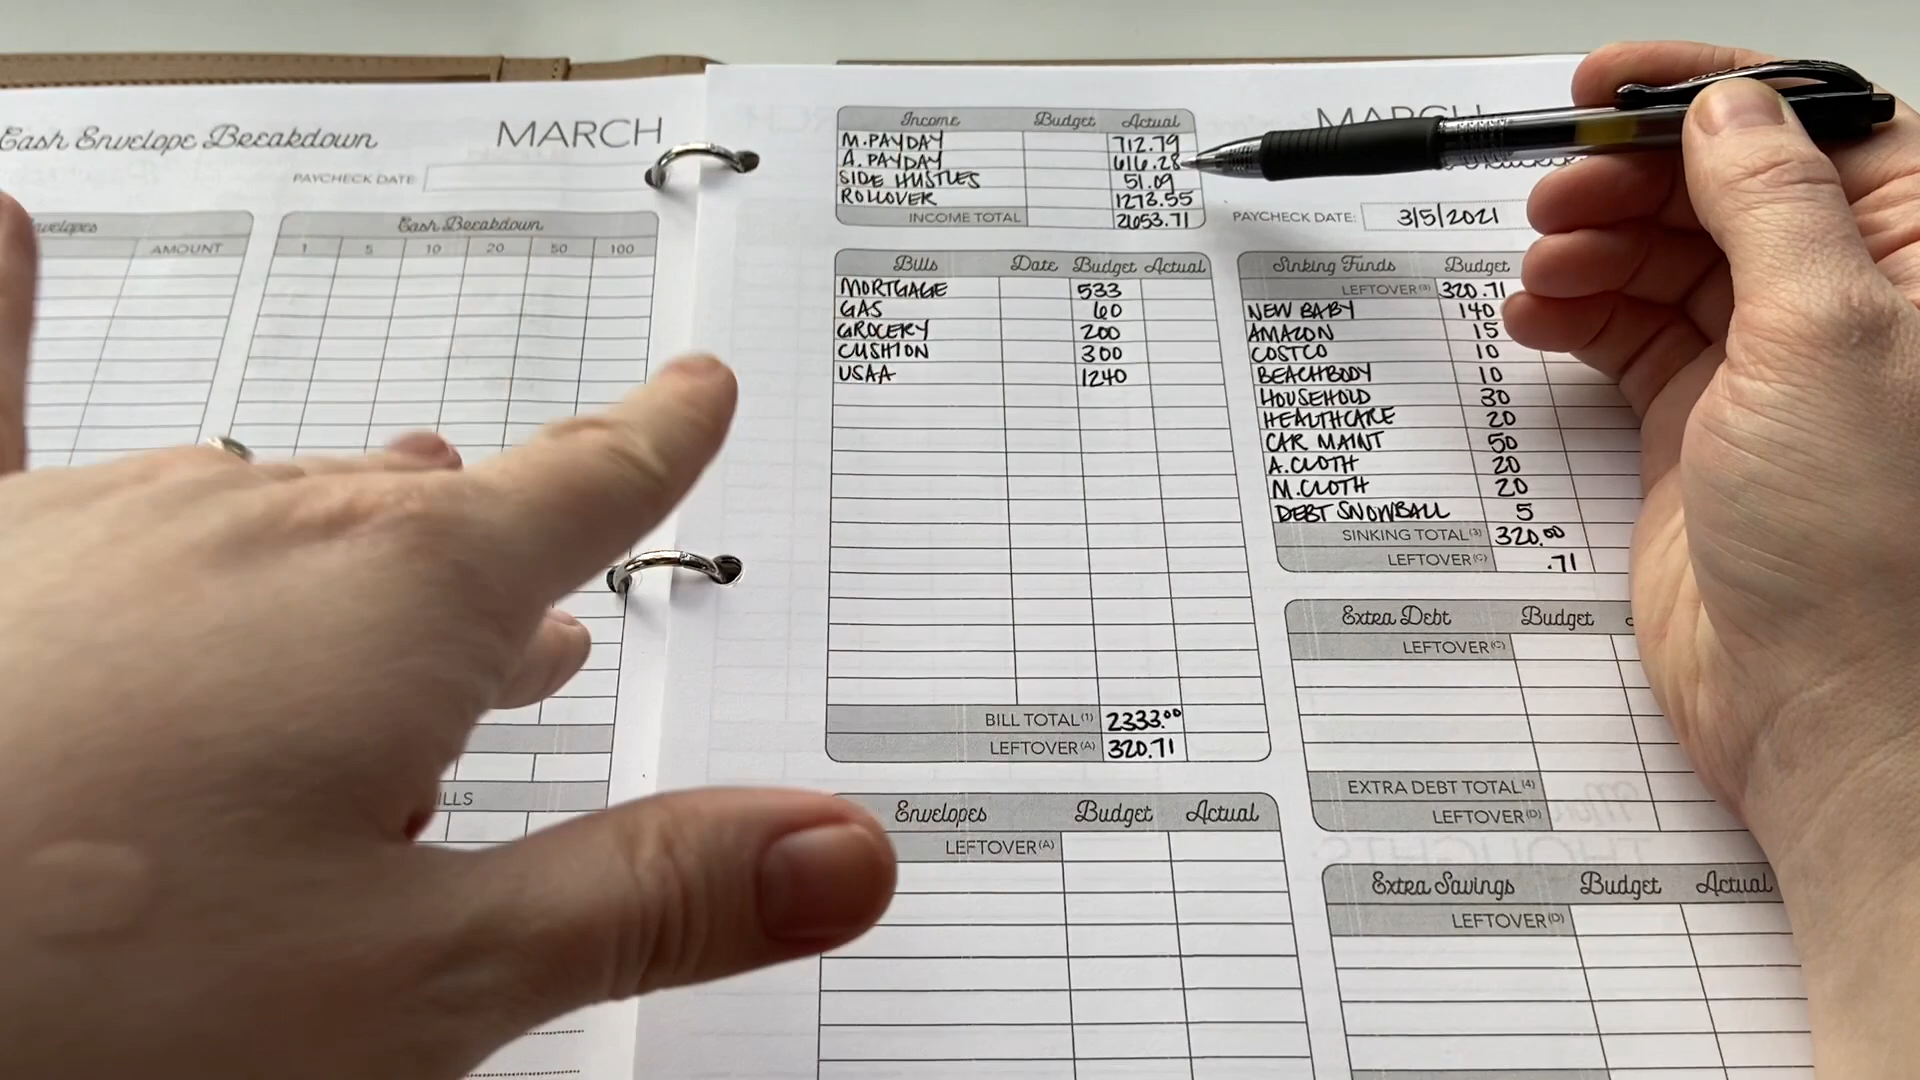 Cash Envelope Breakdown
MARCH
PAYCHECK DATE
Cash Breakdown
AMOUNT
1 5 10 20 50 100
ILLS
Income Budget Actual
M.PAYDAY 712.79
A.PAYDAY 616.28
SIDE HUSTLES 51.09
ROLLOVER 1273.55
INCOME TOTAL 2653.71
MARCH
PAYCHECK DATE: 3/5/2021
Bills Date Budget Actual
MORTGAGE 533
GAS 60
GROCERY 200
CUSHION 300
USAA 1240
BILL TOTAL(1) 2333.00
LEFTOVER(A) 320.71
Envelopes Budget Actual
LEFTOVER(A)
Sinking Funds Budget
LEFTOVER(B) 320.71
NEW BABY 140
AMAZON 15
COSTCO 10
BEACHBODY 10
HOUSEHOLD 30
HEALTHCARE 20
CAR MAINT 50
A.CLOTH 20
M.CLOTH 20
DEBT SNOWBALL 5
SINKING TOTAL(3) 320.00
LEFTOVER(C) .71
Extra Debt Budget
LEFTOVER(C)
EXTRA DEBT TOTAL(4)
LEFTOVER(D)
Extra Savings Budget Actual
LEFTOVER(D)